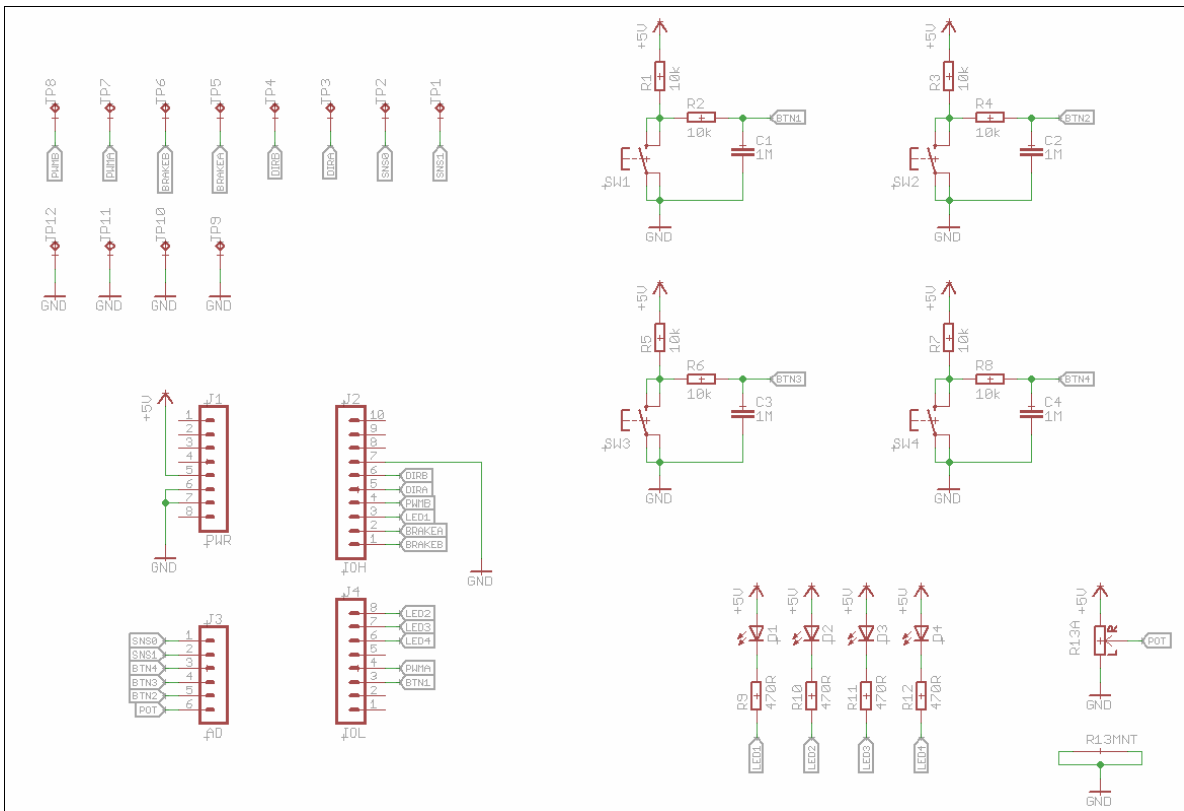 TP8 TP7 TP6 TP5 TP4 TP3 TP2 TP1
PWMB PWMA BRAKEB BRAKEA DIRB DIRA SNS0 SNS1
TP12 TP11 TP10 TP9
GND GND GND GND
+5V
R1
10k
R2
10k
BTN1
C1
1M
SW1
GND
+5V
R3
10k
R4
10k
BTN2
C2
1M
SW2
GND
+5V
R5
10k
R6
10k
BTN3
C3
1M
SW3
GND
+5V
R7
10k
R8
10k
BTN4
C4
1M
SW4
GND
+5V
J1
1
2
3
4
5
6
7
8
PWR
GND
J2
10
9
8
7
6 DIRB
5 DIRA
4 PWMB
3 LED1
2 BRAKEA
1 BRAKEB
IOH
GND
J3
SNS0 1
SNS1 2
BTN4 3
BTN3 4
BTN2 5
POT 6
AD
J4
8 LED2
7 LED3
6 LED4
5
4 PWMA
3 BTN1
2
1
IOL
+5V +5V +5V +5V
D1 D2 D3 D4
R9 470R R10 470R R11 470R R12 470R
LED1 LED2 LED3 LED4
+5V
R13A
L R
POT
GND
R13MNT
GND